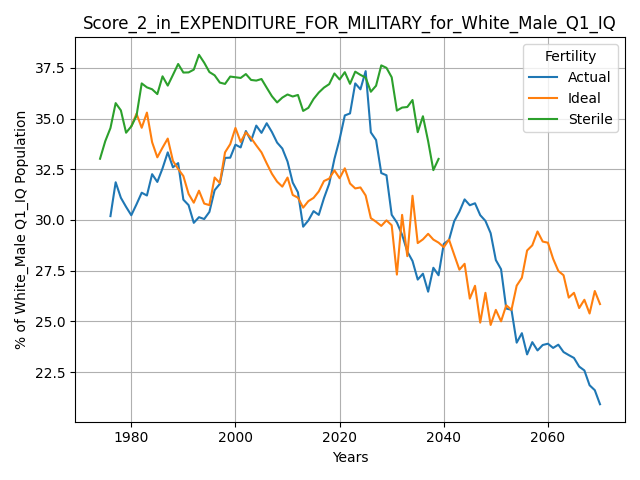 Score_2_in_EXPENDITURE_FOR_MILITARY_for_White_Male_Q1_IQ
Fertility
Actual
Ideal
Sterile
% of White_Male Q1_IQ Population
37.5
35.0
32.5
30.0
27.5
25.0
22.5
1980 2000 2020 2040 2060
Years